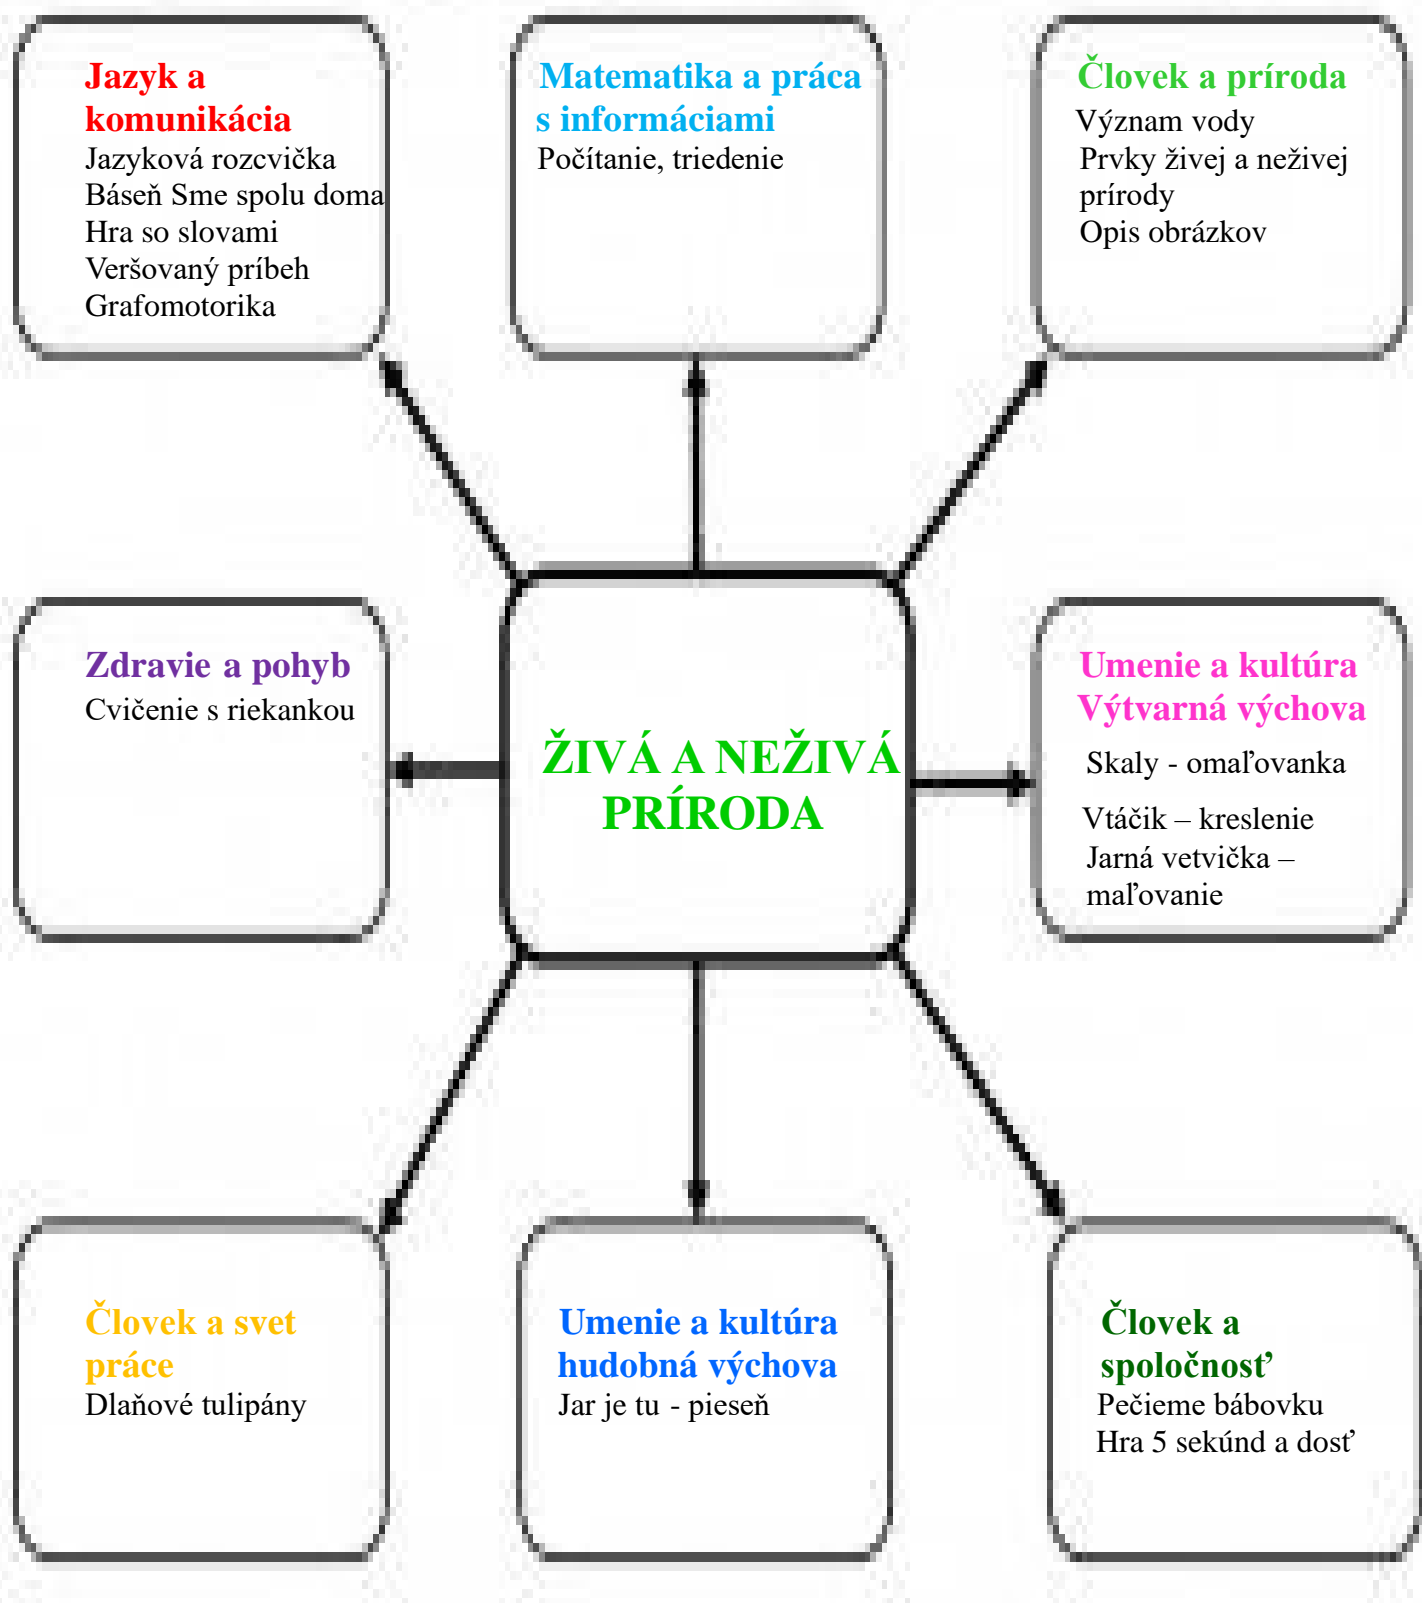 Jazyk a
komunikácia
Jazyková rozcvička
Báseň Sme spolu doma
Hra so slovami
Veršovaný príbeh
Grafomotorika
Matematika a práca
s informáciami
Počítanie, triedenie
Človek a príroda
Význam vody
Prvky živej a neživej
prírody
Opis obrázkov
Zdravie a pohyb
Cvičenie s riekankou
ŽIVÁ A NEŽIVÁ
PRÍRODA
Umenie a kultúra
Výtvarná výchova
Skaly - omaľovanka
Vtáčik – kreslenie
Jarná vetvička –
maľovanie
Človek a svet
práce
Dlaňové tulipány
Umenie a kultúra
hudobná výchova
Jar je tu - pieseň
Človek a
spoločnosť
Pečieme bábovku
Hra 5 sekúnd a dosť